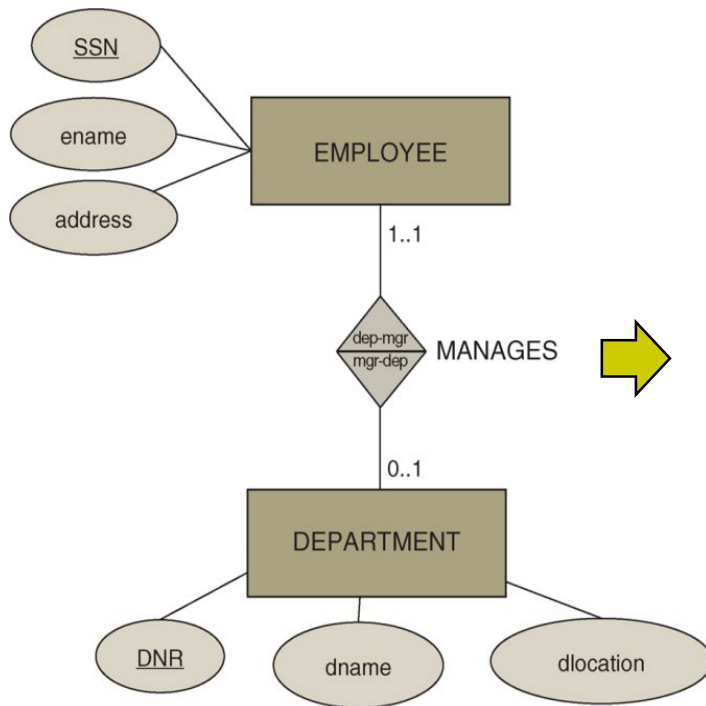 SSN
ename
address
EMPLOYEE
1..1
dep-mgr
mgr-dep
MANAGES
0..1
DEPARTMENT
DNR
dname
dlocation